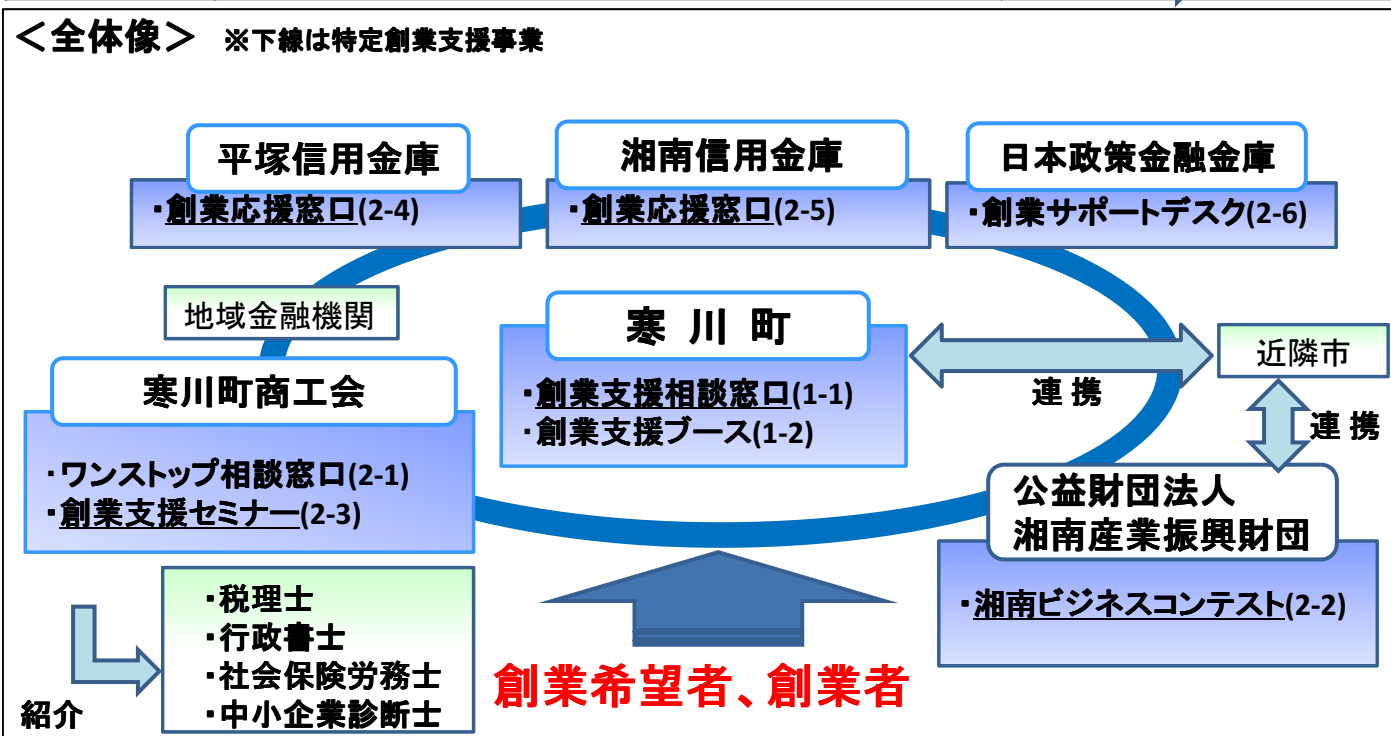 ＜全体像＞ ※下線は特定創業支援事業
平塚信用金庫
・創業応援窓口(2-4)
湘南信用金庫
・創業応援窓口(2-5)
日本政策金融金庫
・創業サポートデスク(2-6)
地域金融機関
寒川町
・創業支援相談窓口(1-1)
・創業支援ブース(1-2)
連携
近隣市
連携
寒川町商工会
・ワンストップ相談窓口(2-1)
・創業支援セミナー(2-3)
公益財団法人
湘南産業振興財団
・湘南ビジネスコンテスト(2-2)
紹介
・税理士
・行政書士
・社会保険労務士
・中小企業診断士
創業希望者、創業者